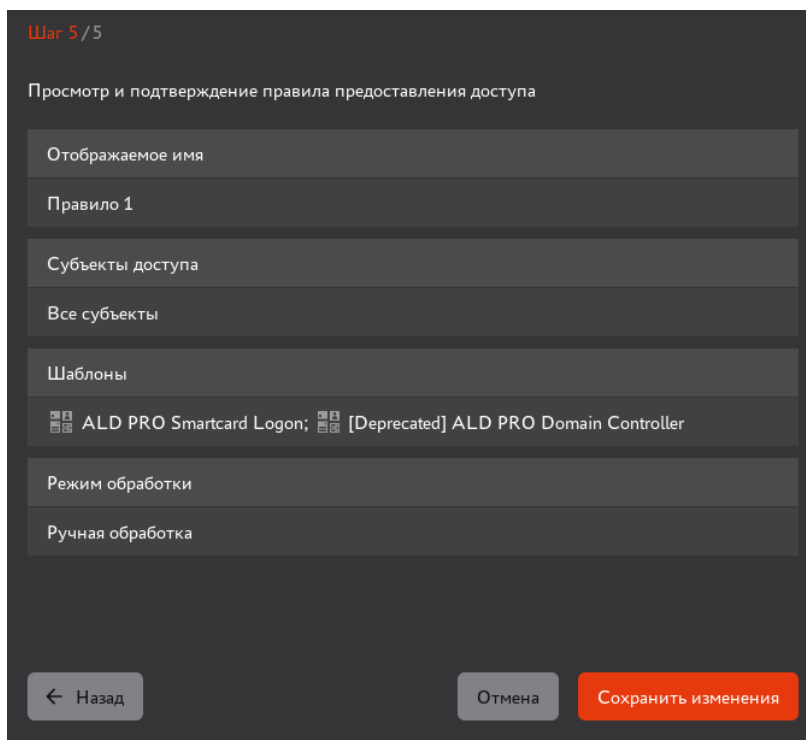 Шаг 5/5
Просмотр и подтверждение правила предоставления доступа
Отображаемое имя
Правило 1
Субъекты доступа
Все субъекты
Шаблоны
ALD PRO Smartcard Logon; [Deprecated] ALD PRO Domain Controller
Режим обработки
Ручная обработка
← Назад Отмена Сохранить изменения